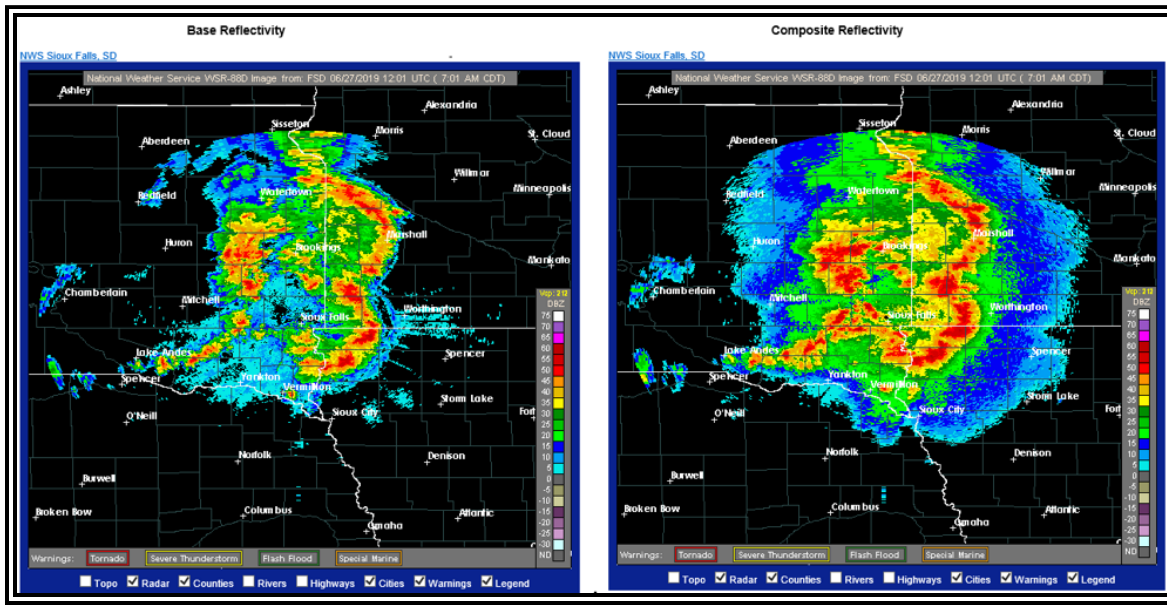 Base Reflectivity
NWS Sioux Falls, SD
National Weather Service WSR-88D Image from: FSD 06/27/2019 12:01 UTC ( 7:01 AM CDT)
Ashley
Alexandria
Sisseton
Morris
St. Cloud
Aberdeen
Willmar
Watertown
Minneapolis
Redfield
Marshall
Huron
Brookings
Mankato
Chamberlain
Mitchell
Vcp: 212
DBZ
Worthington
Sioux Falls
Lake Andes
Spencer
Spencer
Yankton
Vermillion
Storm Lake
O'Neill
Sioux City
For
Norfolk
Denison
Burwell
Broken Bow
Columbus
Atlantic
Omaha
75
70
65
60
55
50
45
40
35
30
25
20
15
10
5
0
-5
-10
-15
-20
-25
-30
ND
Warnings: Tornado Severe Thunderstorm Flash Flood Special Marine
Topo Radar Counties Rivers Highways Cities Warnings Legend
Composite Reflectivity
NWS Sioux Falls, SD
National Weather Service WSR-88D Image from: FSD 06/27/2019 12:01 UTC ( 7:01 AM CDT)
Ashley
Alexandria
Sisseton
Morris
St. Cloud
Aberdeen
Willmar
Watertown
Minneapolis
Redfield
Marshall
Huron
Brookings
Mankato
Chamberlain
Mitchell
Vcp: 212
DBZ
Worthington
Sioux Falls
Lake Andes
Spencer
Spencer
Yankton
Vermillion
Storm Lake
O'Neill
Sioux City
For
Norfolk
Denison
Burwell
Broken Bow
Columbus
Atlantic
Omaha
75
70
65
60
55
50
45
40
35
30
25
20
15
10
5
0
-5
-10
-15
-20
-25
-30
ND
Warnings: Tornado Severe Thunderstorm Flash Flood Special Marine
Topo Radar Counties Rivers Highways Cities Warnings Legend